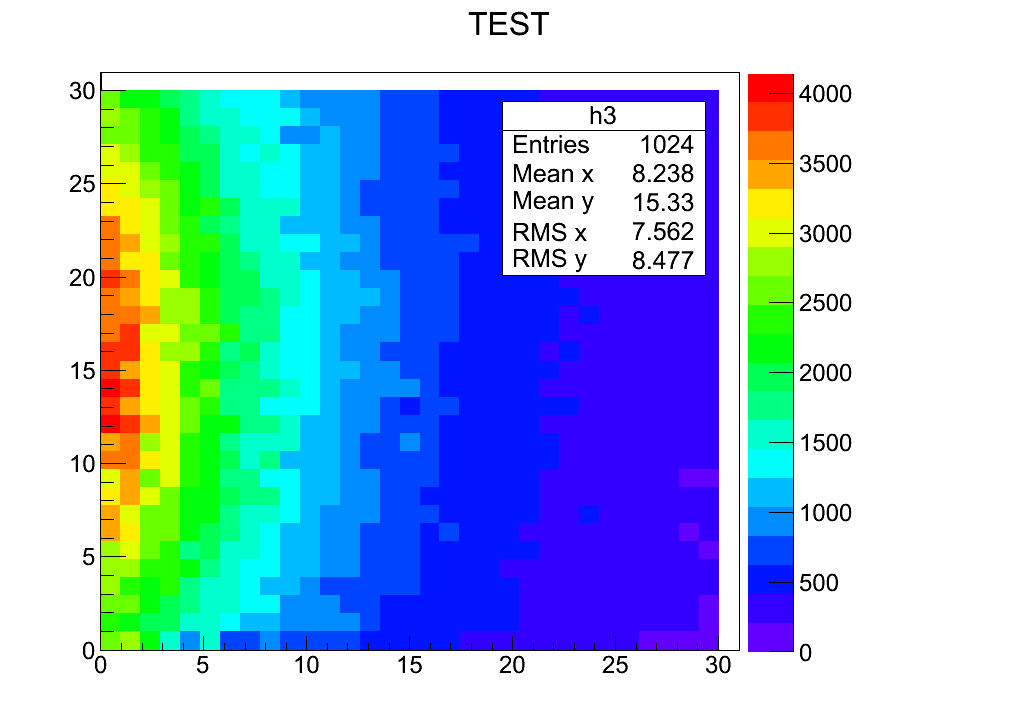 TEST
h3
Entries 1024
Mean x 8.238
Mean y 15.33
RMS x 7.562
RMS y 8.477
30
25
20
15
10
5
0
0 5 10 15 20 25 30
4000
3500
3000
2500
2000
1500
1000
500
0